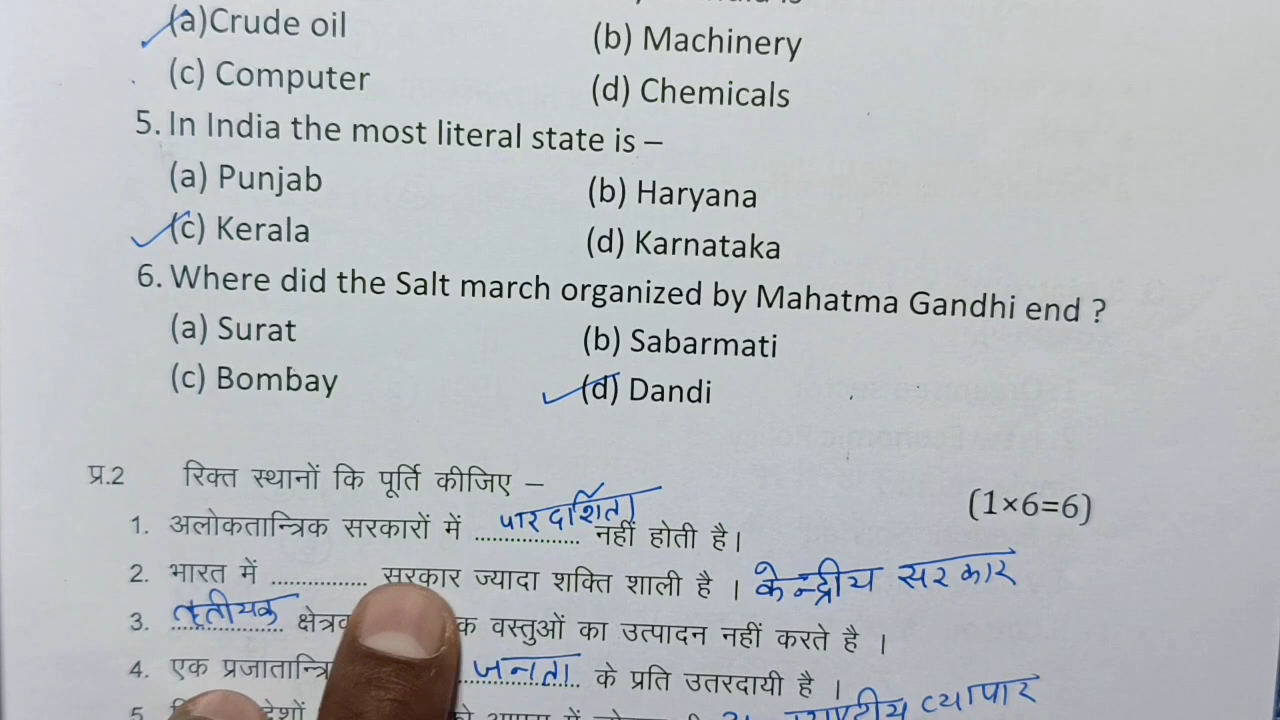 (a)Crude oil (b) Machinery
(c) Computer (d) Chemicals
5. In India the most literal state is –
(a) Punjab (b) Haryana
(c) Kerala (d) Karnataka
6. Where did the Salt march organized by Mahatma Gandhi end ?
(a) Surat (b) Sabarmati
(c) Bombay (d) Dandi
प्र.2 रिक्त स्थानों कि पूर्ति कीजिए – (1×6=6)
1. अलोकतान्त्रिक सरकारों में पारदर्शिता नहीं होती है।
2. भारत में ................ सरकार ज्यादा शक्ति शाली है । केन्द्रीय सरकार
3. तृतीयक वस्तुओं का उत्पादन नहीं करते है ।
4. एक जनता के प्रति उतरदायी है ।
5 व्यापार